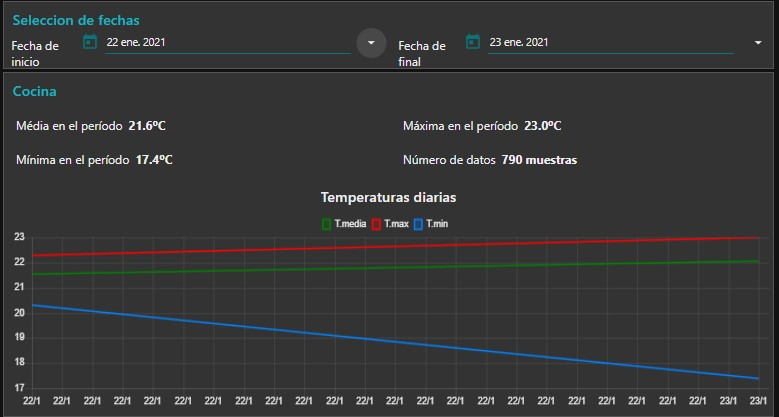 Seleccion de fechas
Fecha de inicio
22 ene. 2021
Fecha de final
23 ene. 2021
Cocina
Média en el período 21.6ºC
Máxima en el período 23.0ºC
Mínima en el período 17.4ºC
Número de datos 790 muestras
Temperaturas diarias
T.media T.max T.min
23
22
21
20
19
18
17
22/1 22/1 22/1 22/1 22/1 22/1 22/1 22/1 22/1 22/1 22/1 22/1 22/1 22/1 22/1 22/1 22/1 22/1 22/1 22/1 22/1 22/1 22/1 23/1 23/1